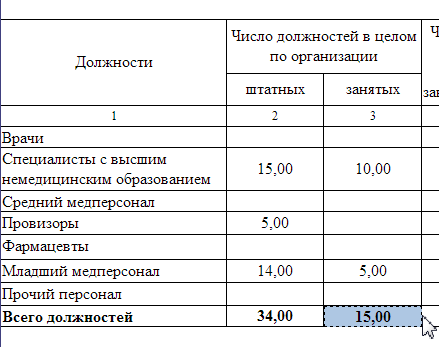 Должности
Число должностей в целом
по организации
Ч
штатных
занятых
за
1
2
3
Врачи
Специалисты с высшим
немедицинским образованием
15,00
10,00
Средний медперсонал
Провизоры
5,00
Фармацевты
Младший медперсонал
14,00
5,00
Прочий персонал
Всего должностей
34,00
15,00